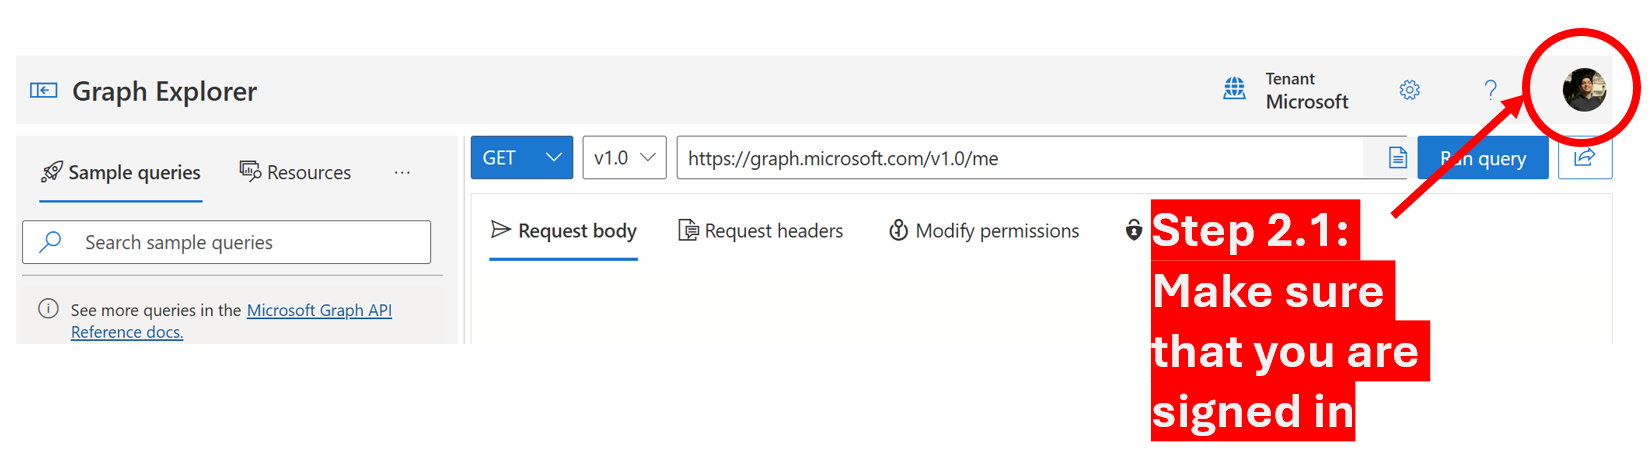 Graph Explorer
Tenant
Microsoft
?
Sample queries
Resources
...
GET
v1.0
https://graph.microsoft.com/v1.0/me
Run query
Search sample queries
Request body
Request headers
Modify permissions
See more queries in the Microsoft Graph API
Reference docs.
Step 2.1:
Make sure
that you are
signed in